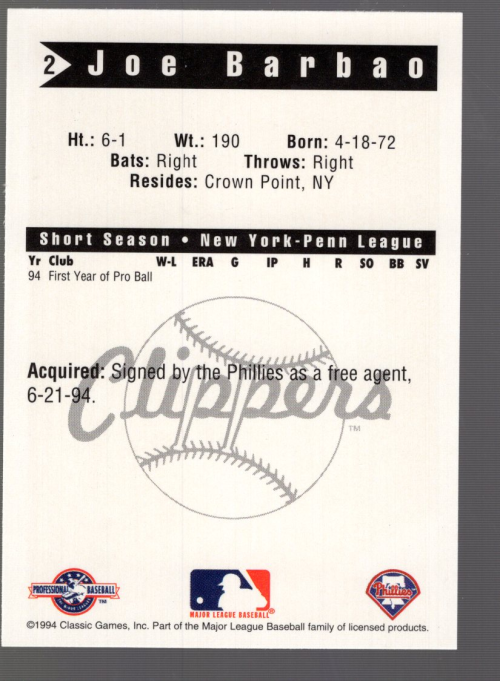 2 Joe Barbao
Ht.: 6-1 Wt.: 190 Born: 4-18-72
Bats: Right Throws: Right
Resides: Crown Point, NY
Short Season • New York-Penn League
Yr Club W-L ERA G IP H R SO BB SV
94 First Year of Pro Ball
Clippers
TM
Acquired: Signed by the Phillies as a free agent,
6-21-94.
PROFESSIONAL BASEBALL
TM
MAJOR LEAGUE BASEBALL®
Phillies
©1994 Classic Games, Inc. Part of the Major League Baseball family of licensed products.